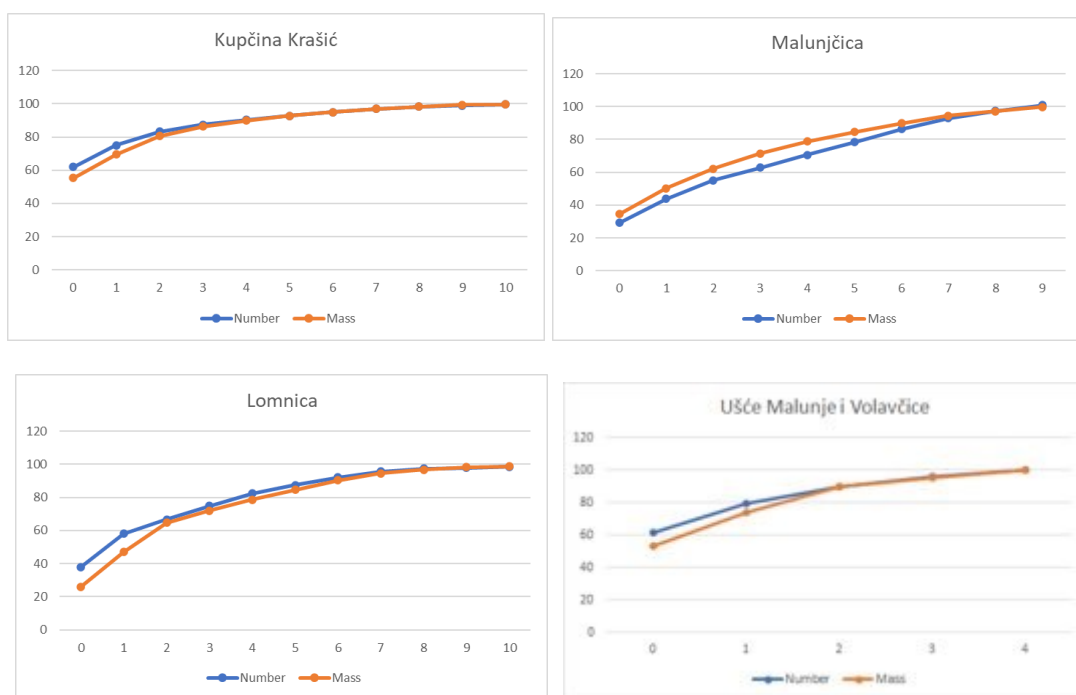 Kupčina Krašić
120
100
80
60
40
20
0
0 1 2 3 4 5 6 7 8 9 10
Number Mass
Malunjčica
120
100
80
60
40
20
0
0 1 2 3 4 5 6 7 8 9
Number Mass
Lomnica
120
100
80
60
40
20
0
0 1 2 3 4 5 6 7 8 9 10
Number Mass
Ušće Malunje i Volavčice
120
100
80
60
40
20
0
0 1 2 3 4
Number Mass